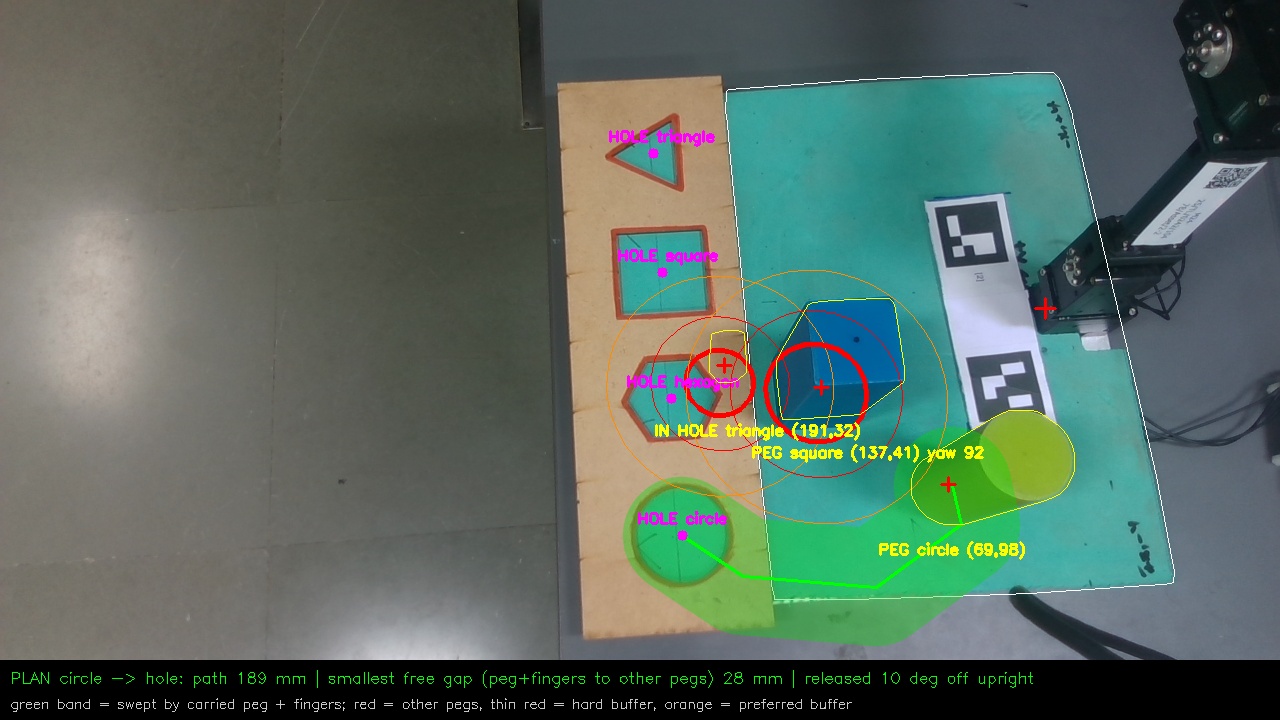 HOLE triangle
HOLE square
HOLE hexagon
IN HOLE triangle (191,32)
PEG square (137,41) yaw 92
HOLE circle
PEG circle (69,98)
PLAN circle —> hole: path 189 mm | smallest free gap (peg+fingers to other pegs) 28 mm | released 10 deg off upright
green band = swept by carried peg + fingers; red = other pegs, thin red = hard buffer, orange = preferred buffer